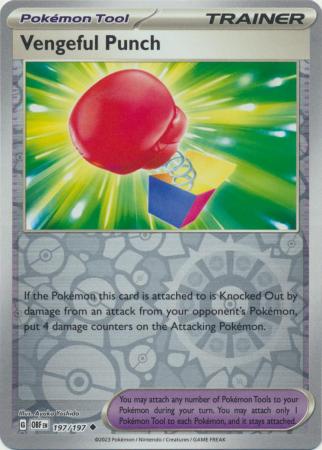 Pokémon Tool
TRAINER
Vengeful Punch
If the Pokémon this card is attached to is Knocked Out by
damage from an attack from your opponent's Pokémon,
put 4 damage counters on the Attacking Pokémon.
Illus. Ayaka Yoshida
G OBF EN 197/197
You may attach any number of Pokémon Tools to your
Pokémon during your turn. You may attach only 1
Pokémon Tool to each Pokémon, and it stays attached.
©2023 Pokémon / Nintendo / Creatures / GAME FREAK